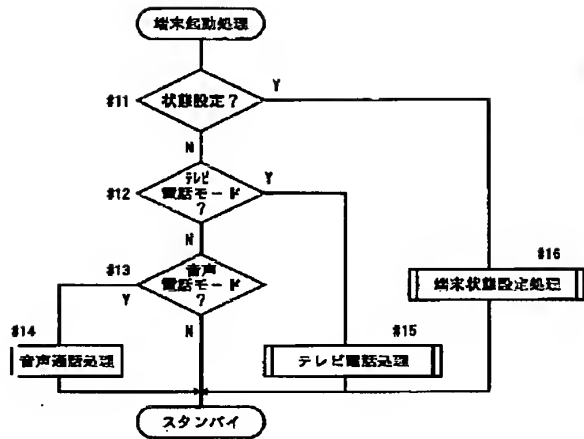 端末起動処理
#11
状態設定?
Y
N
#12
テレビ
電話モード
?
Y
N
#13
音声
電話モード
?
Y
N
#16
端末状態設定処理
#14
音声通話処理
#15
テレビ電話処理
スタンバイ